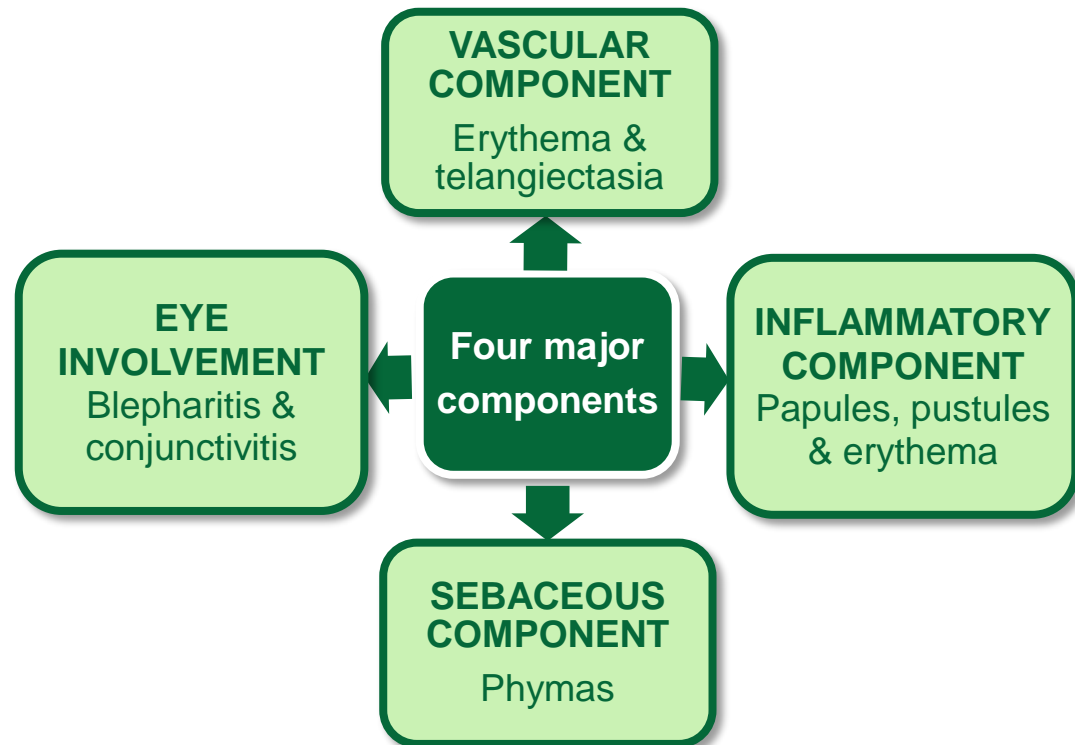 VASCULAR
COMPONENT
Erythema &
telangiectasia
EYE
INVOLVEMENT
Blepharitis &
conjunctivitis
Four major
components
INFLAMMATORY
COMPONENT
Papules, pustules
& erythema
SEBACEOUS
COMPONENT
Phymas